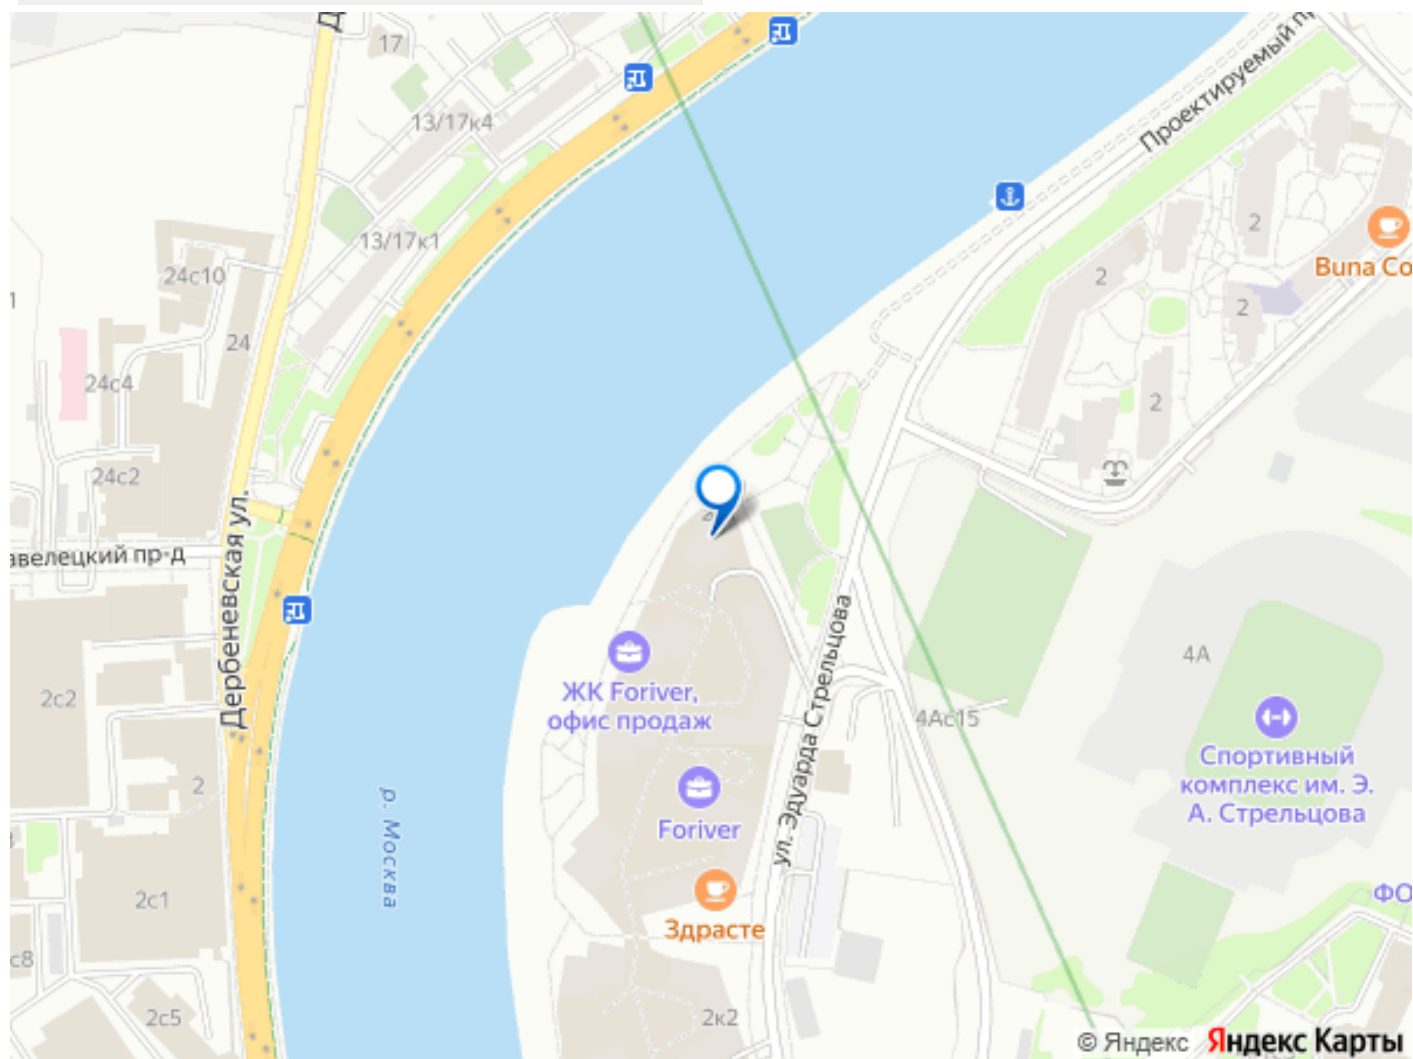 17
13/17к4
Проектируемый
13/17к1
24с10
2
2
Buna Co
2
24
24с4
2
24с2
Дербеневская ул.
авелецкий пр-д
ул. Эдуарда Стрельцова
4А
ЖК Foriver,
офис продаж
2с2
4Ас15
Спортивный
комплекс им. Э.
А. Стрельцова
2
р. Москва
Foriver
2с1
ФО
Здрасте
с8
2с5
2к2
© Яндекс Яндекс Карты